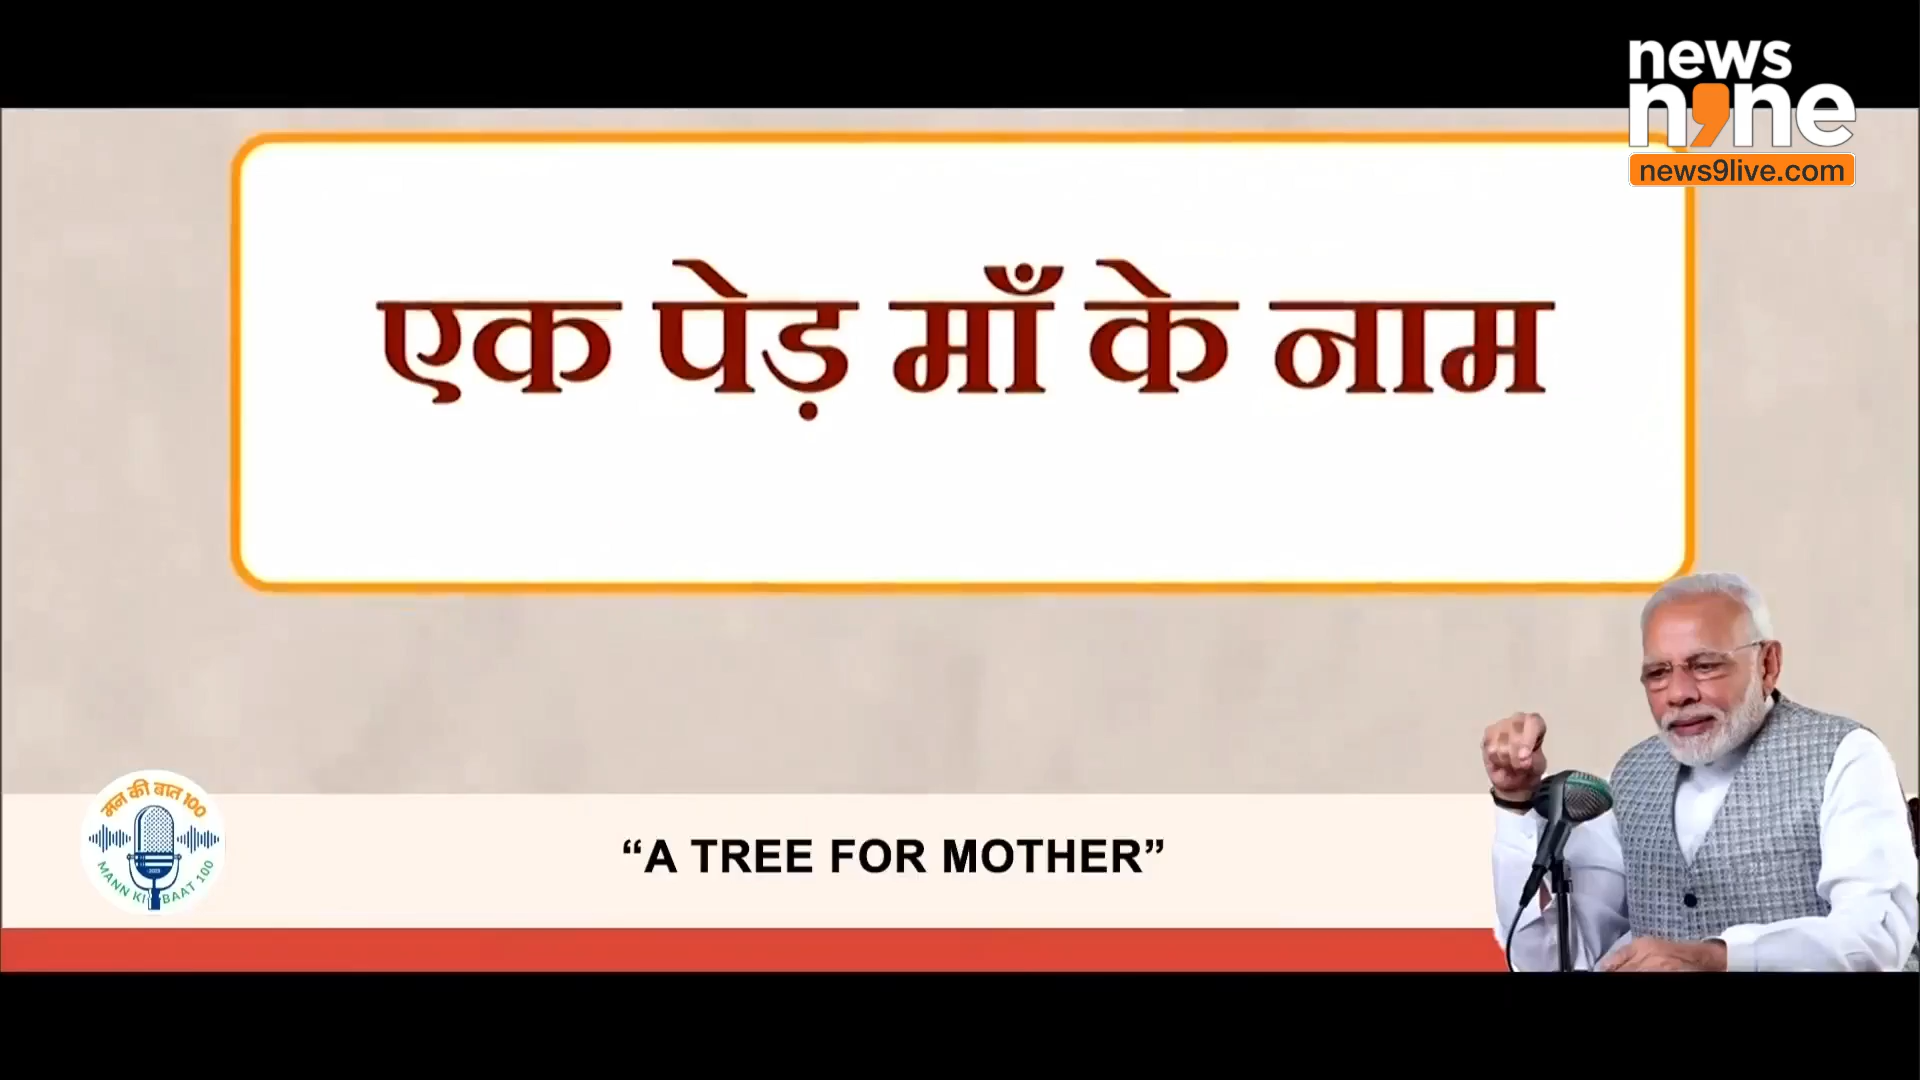 news
nine
news9live.com
एक पेड़ माँ के नाम
मन की बात 100
MANN KI BAAT 100
“A TREE FOR MOTHER”